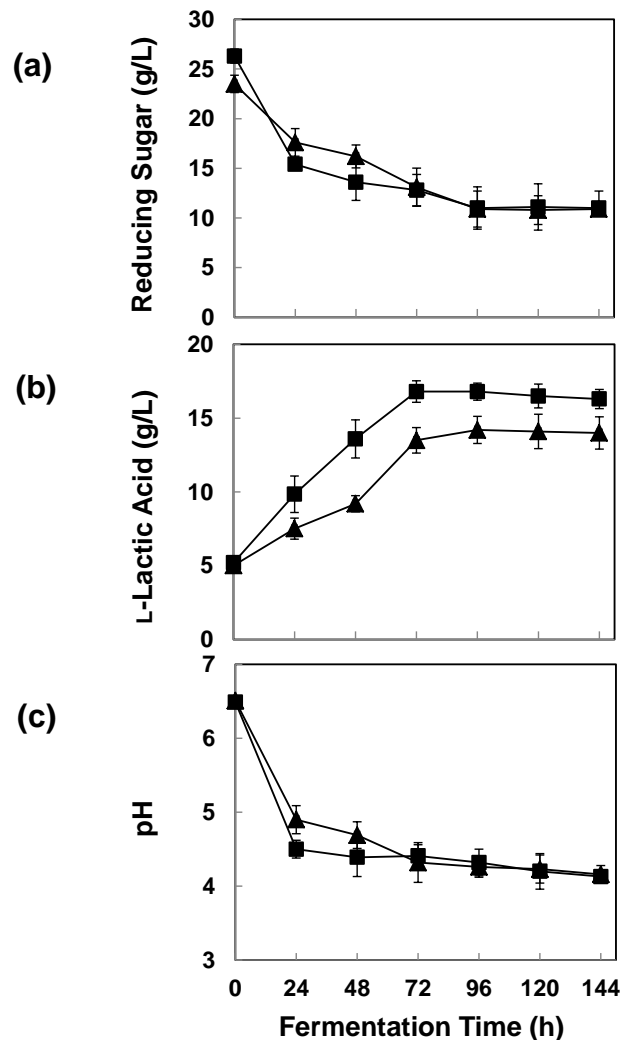 (a)
Reducing Sugar (g/L)
30
25
20
15
10
5
0
(b)
L-Lactic Acid (g/L)
20
15
10
5
0
(c)
pH
7
6
5
4
3
0 24 48 72 96 120 144
Fermentation Time (h)